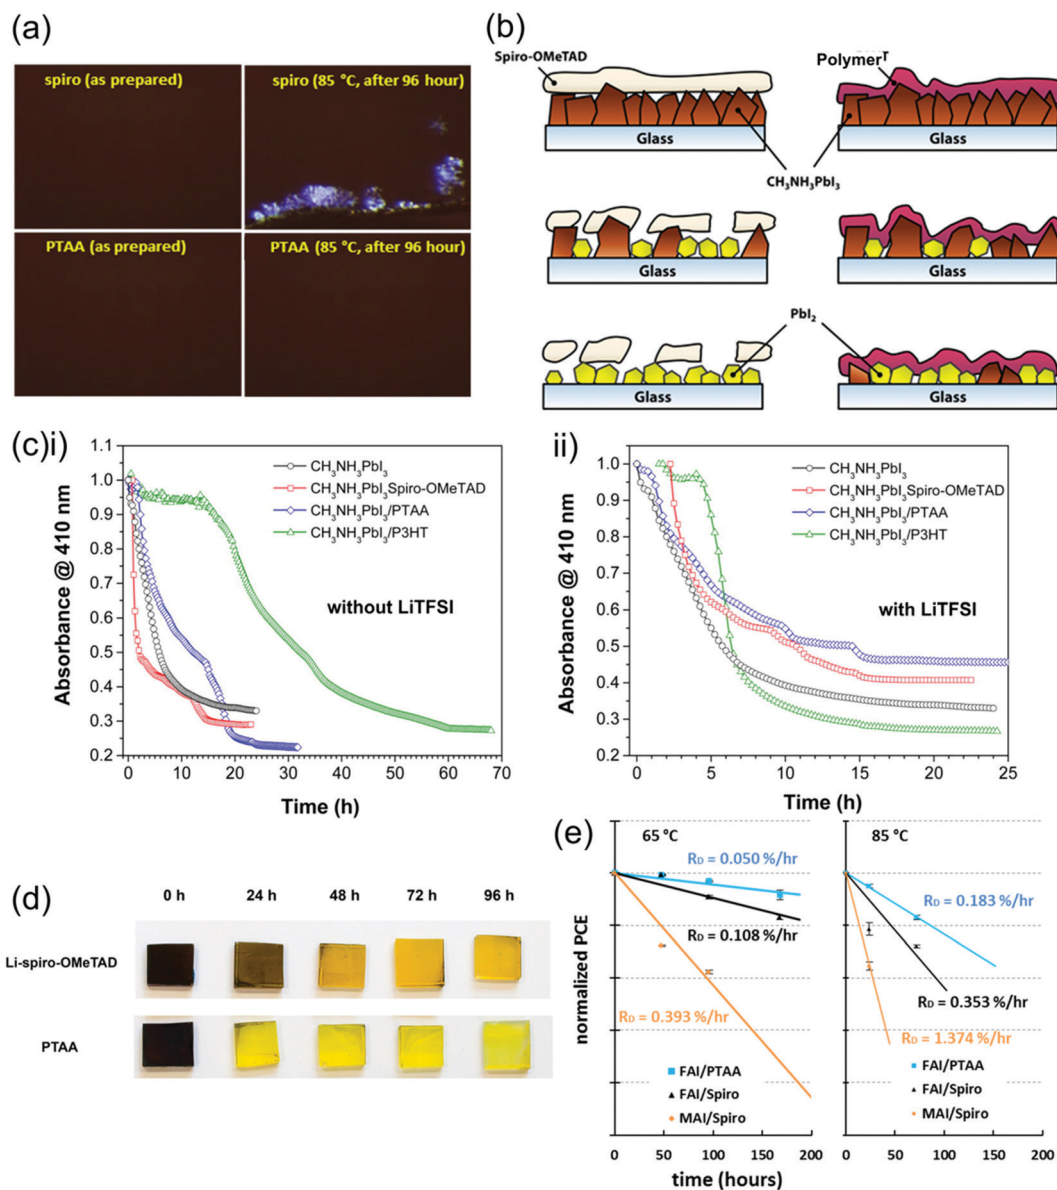 (a)
spiro (as prepared)
spiro (85 °C, after 96 hour)
PTAA (as prepared)
PTAA (85 °C, after 96 hour)
(b)
Spiro-OMeTAD
Polymer
Glass
Glass
CH₃NH₃PbI₃
Glass
Glass
PbI₂
Glass
Glass
(c)i)
1.1
1.0
0.9
0.8
0.7
0.6
0.5
0.4
0.3
0.2
Absorbance @ 410 nm
CH₃NH₃PbI₃
CH₃NH₃PbI₃Spiro-OMeTAD
CH₃NH₃PbI₃/PTAA
CH₃NH₃PbI₃/P3HT
without LiTFSI
0 10 20 30 40 50 60 70
Time (h)
ii)
1.0
0.9
0.8
0.7
0.6
0.5
0.4
0.3
0.2
Absorbance @ 410 nm
CH₃NH₃PbI₃
CH₃NH₃PbI₃Spiro-OMeTAD
CH₃NH₃PbI₃/PTAA
CH₃NH₃PbI₃/P3HT
with LiTFSI
0 5 10 15 20 25
Time (h)
(d)
0 h 24 h 48 h 72 h 96 h
Li-spiro-OMeTAD
PTAA
(e)
normalized PCE
65 °C
R_D = 0.050 %/hr
R_D = 0.108 %/hr
R_D = 0.393 %/hr
FAI/PTAA
FAI/Spiro
MAI/Spiro
0 50 100 150 200
85 °C
R_D = 0.183 %/hr
R_D = 0.353 %/hr
R_D = 1.374 %/hr
FAI/PTAA
FAI/Spiro
MAI/Spiro
0 50 100 150 200
time (hours)